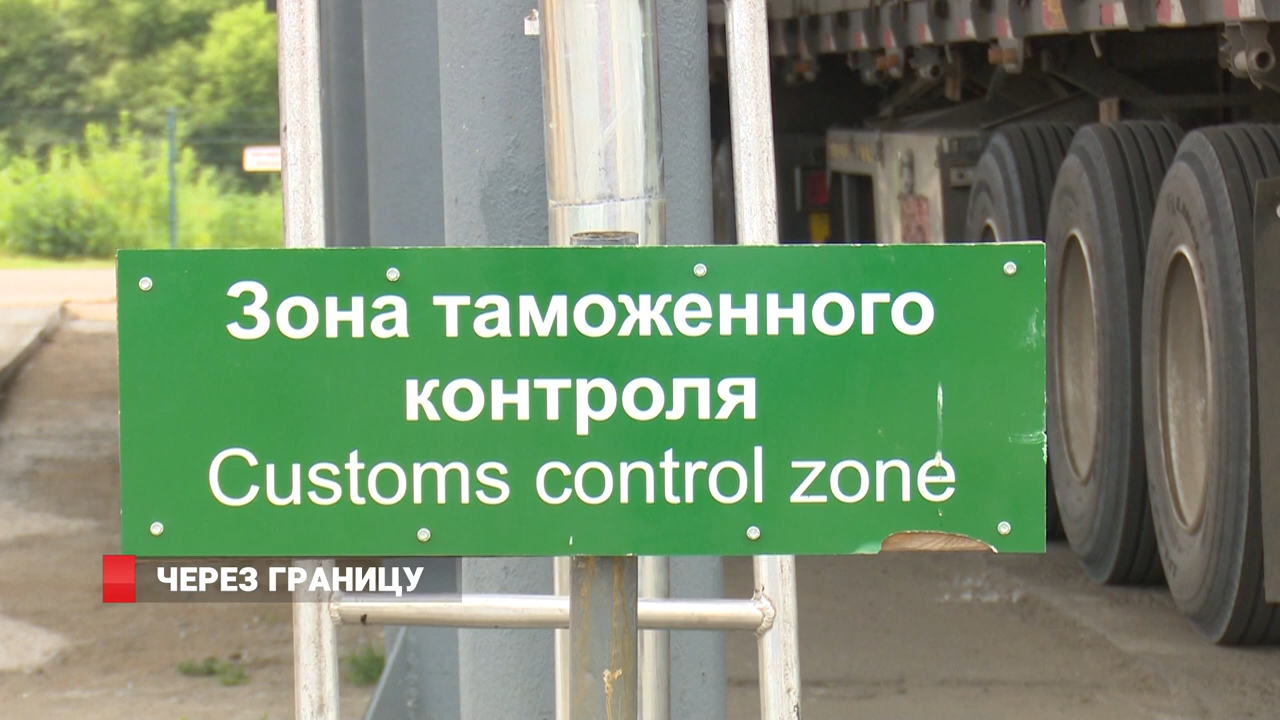 Зона таможенного
контроля
Customs control zone
ЧЕРЕЗ ГРАНИЦУ